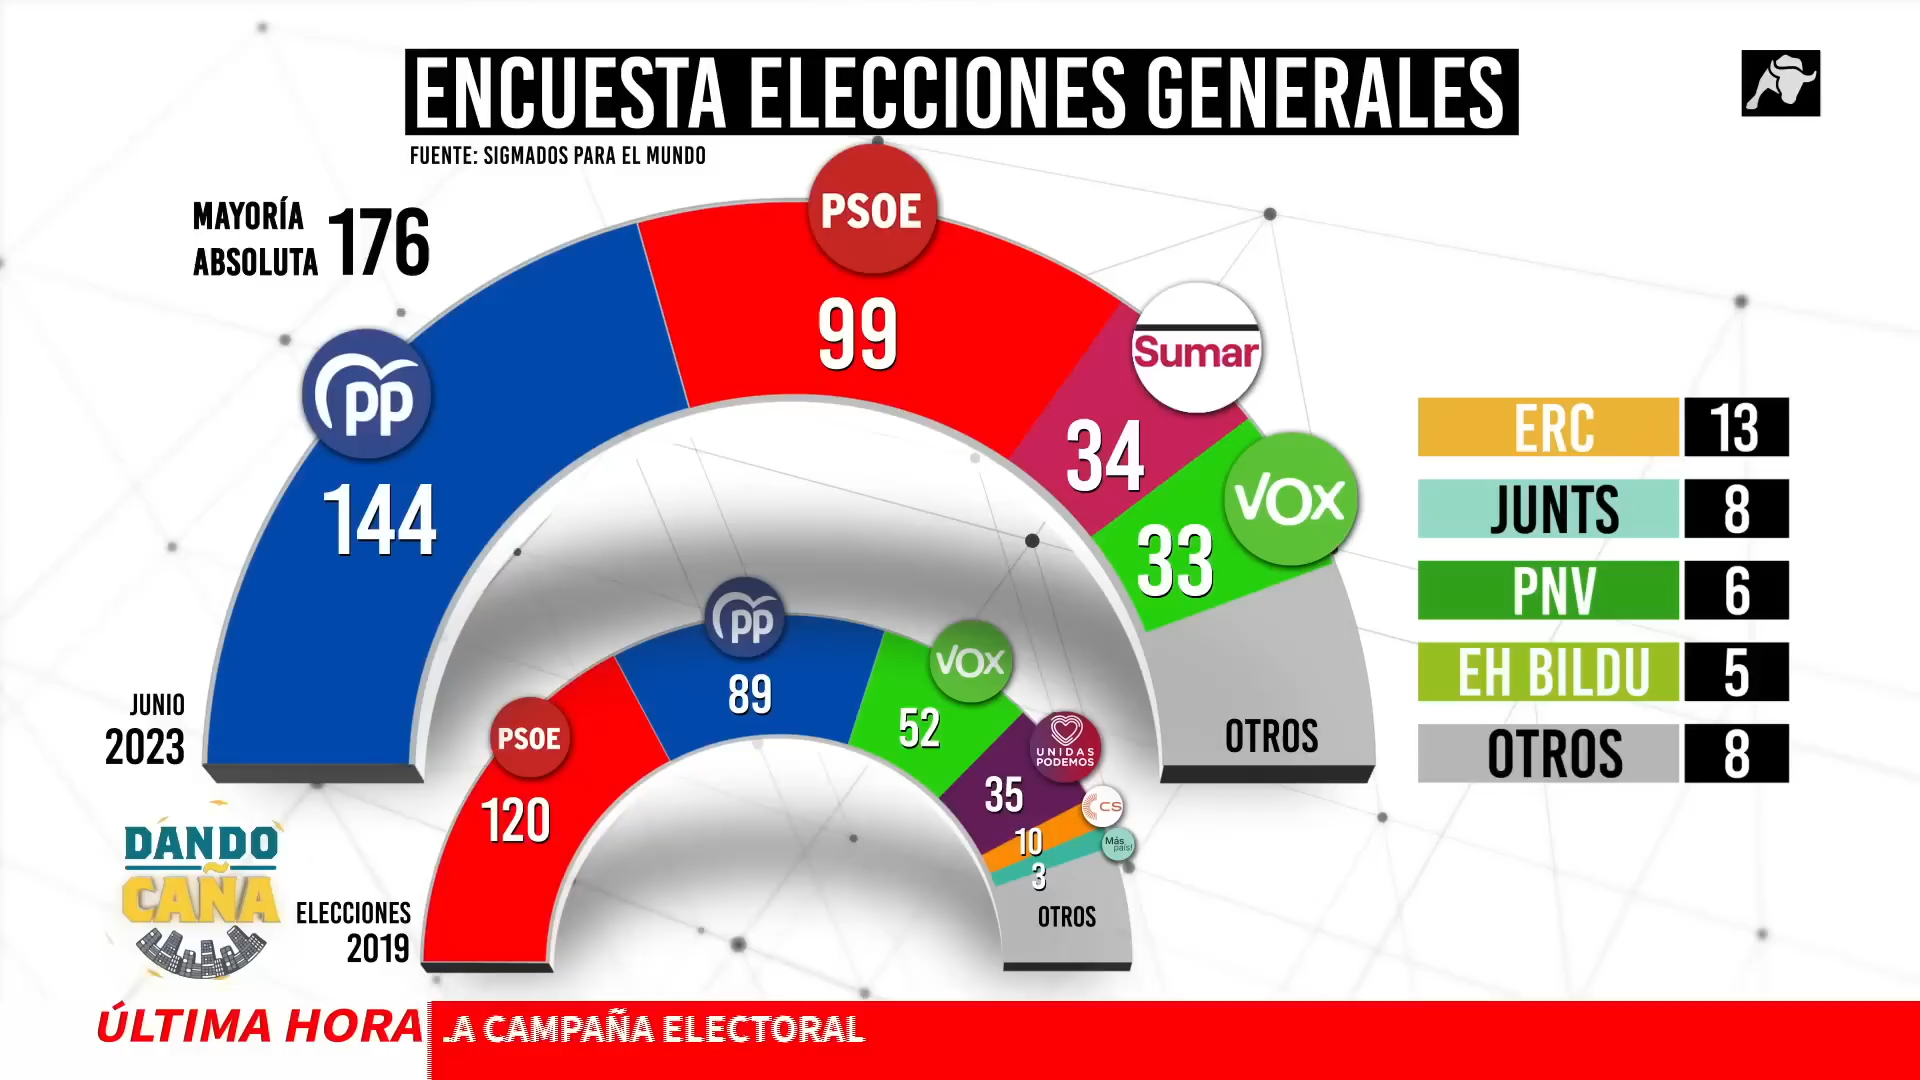 ENCUESTA ELECCIONES GENERALES
FUENTE: SIGMADOS PARA EL MUNDO
MAYORÍA
ABSOLUTA 176
PSOE
99
Sumar
34
VOX
33
pp
144
OTROS
JUNIO
2023
ERC 13
JUNTS 8
PNV 6
EH BILDU 5
OTROS 8
PSOE
120
pp
89
VOX
52
UNIDAS
PODEMOS
35
CS
10
Más
país!
3
OTROS
ELECCIONES
2019
DANDO
CAÑA
ÚLTIMA HORA
A CAMPAÑA ELECTORAL